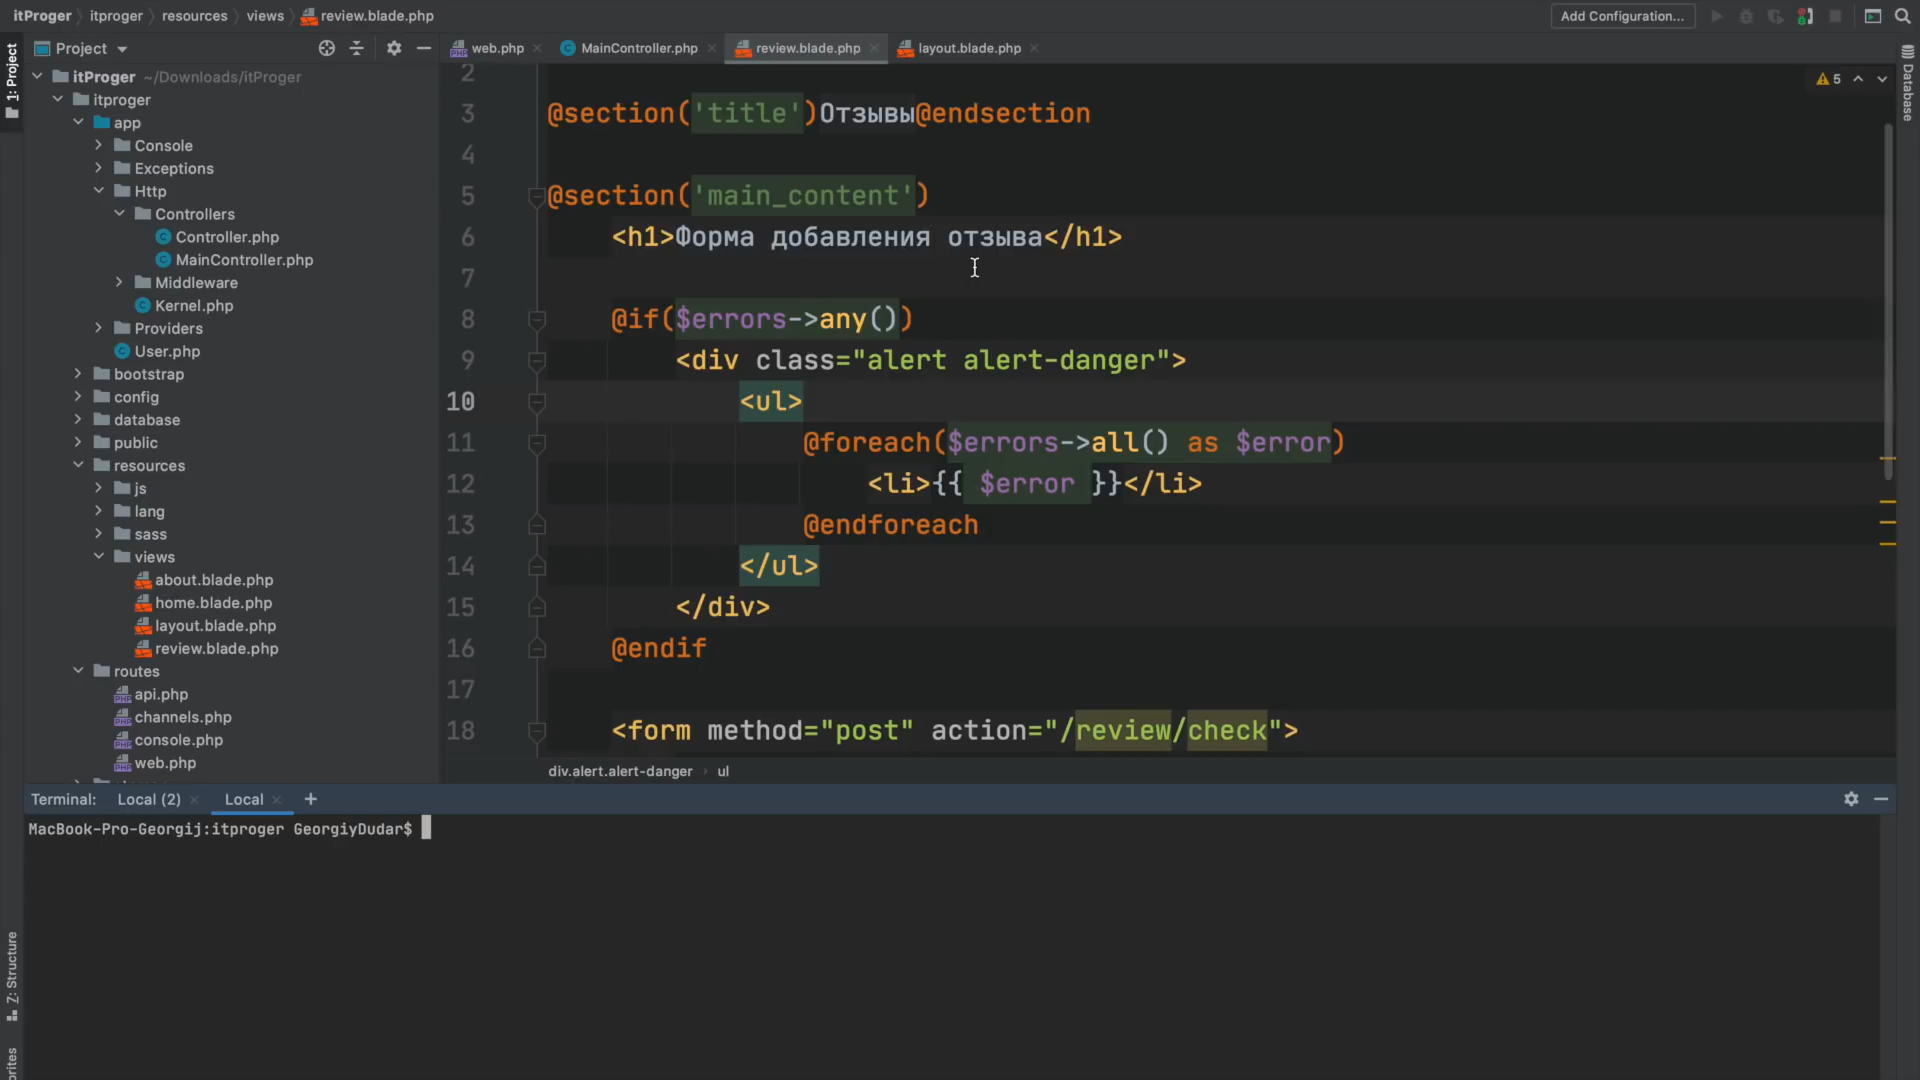 itProger itproger resources views review.blade.php
Add Configuration...
Project
web.php
MainController.php
review.blade.php
layout.blade.php
1: Project
Database
itProger ~/Downloads/itProger
itproger
app
Console
Exceptions
Http
Controllers
Controller.php
MainController.php
Middleware
Kernel.php
Providers
User.php
bootstrap
config
database
public
resources
js
lang
sass
views
about.blade.php
home.blade.php
layout.blade.php
review.blade.php
routes
api.php
channels.php
console.php
web.php
5
2
3 @section('title')Отзывы@endsection
4
5 @section('main_content')
6 <h1>Форма добавления отзыва</h1>
7
8 @if($errors->any())
9 <div class="alert alert-danger">
10 <ul>
11 @foreach($errors->all() as $error)
12 <li>{{ $error }}</li>
13 @endforeach
14 </ul>
15 </div>
16 @endif
17
18 <form method="post" action="/review/check">
div.alert.alert-danger ul
Terminal: Local (2) Local
MacBook-Pro-Georgij:itproger GeorgiyDudar$
Z: Structure